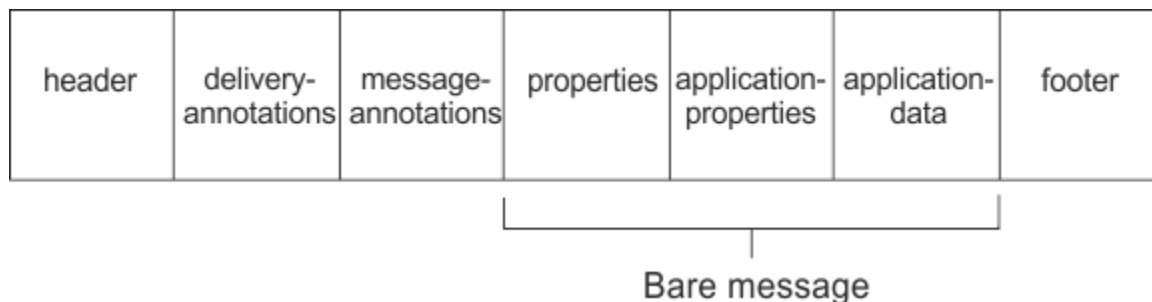 header
delivery-
annotations
message-
annotations
properties
application-
properties
application-
data
footer
Bare message